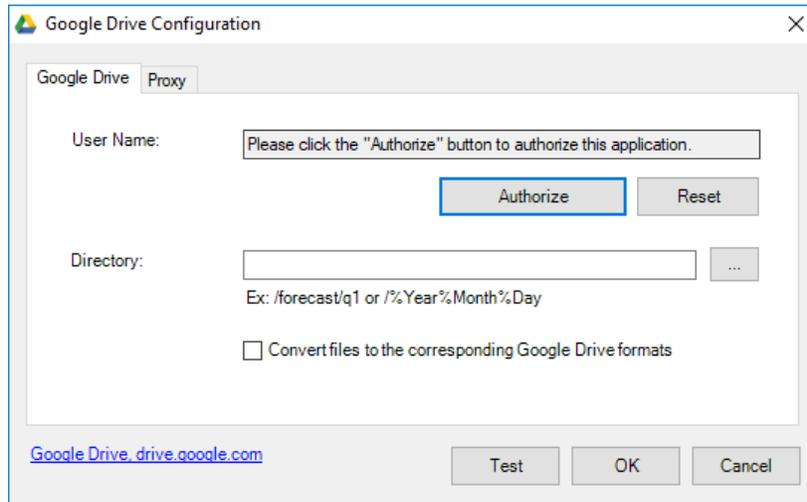 Google Drive Configuration
Google Drive Proxy
User Name: Please click the "Authorize" button to authorize this application.
Authorize Reset
Directory: ...
Ex: /forecast/q1 or /%Year%Month%Day
Convert files to the corresponding Google Drive formats
Google Drive, drive.google.com Test OK Cancel